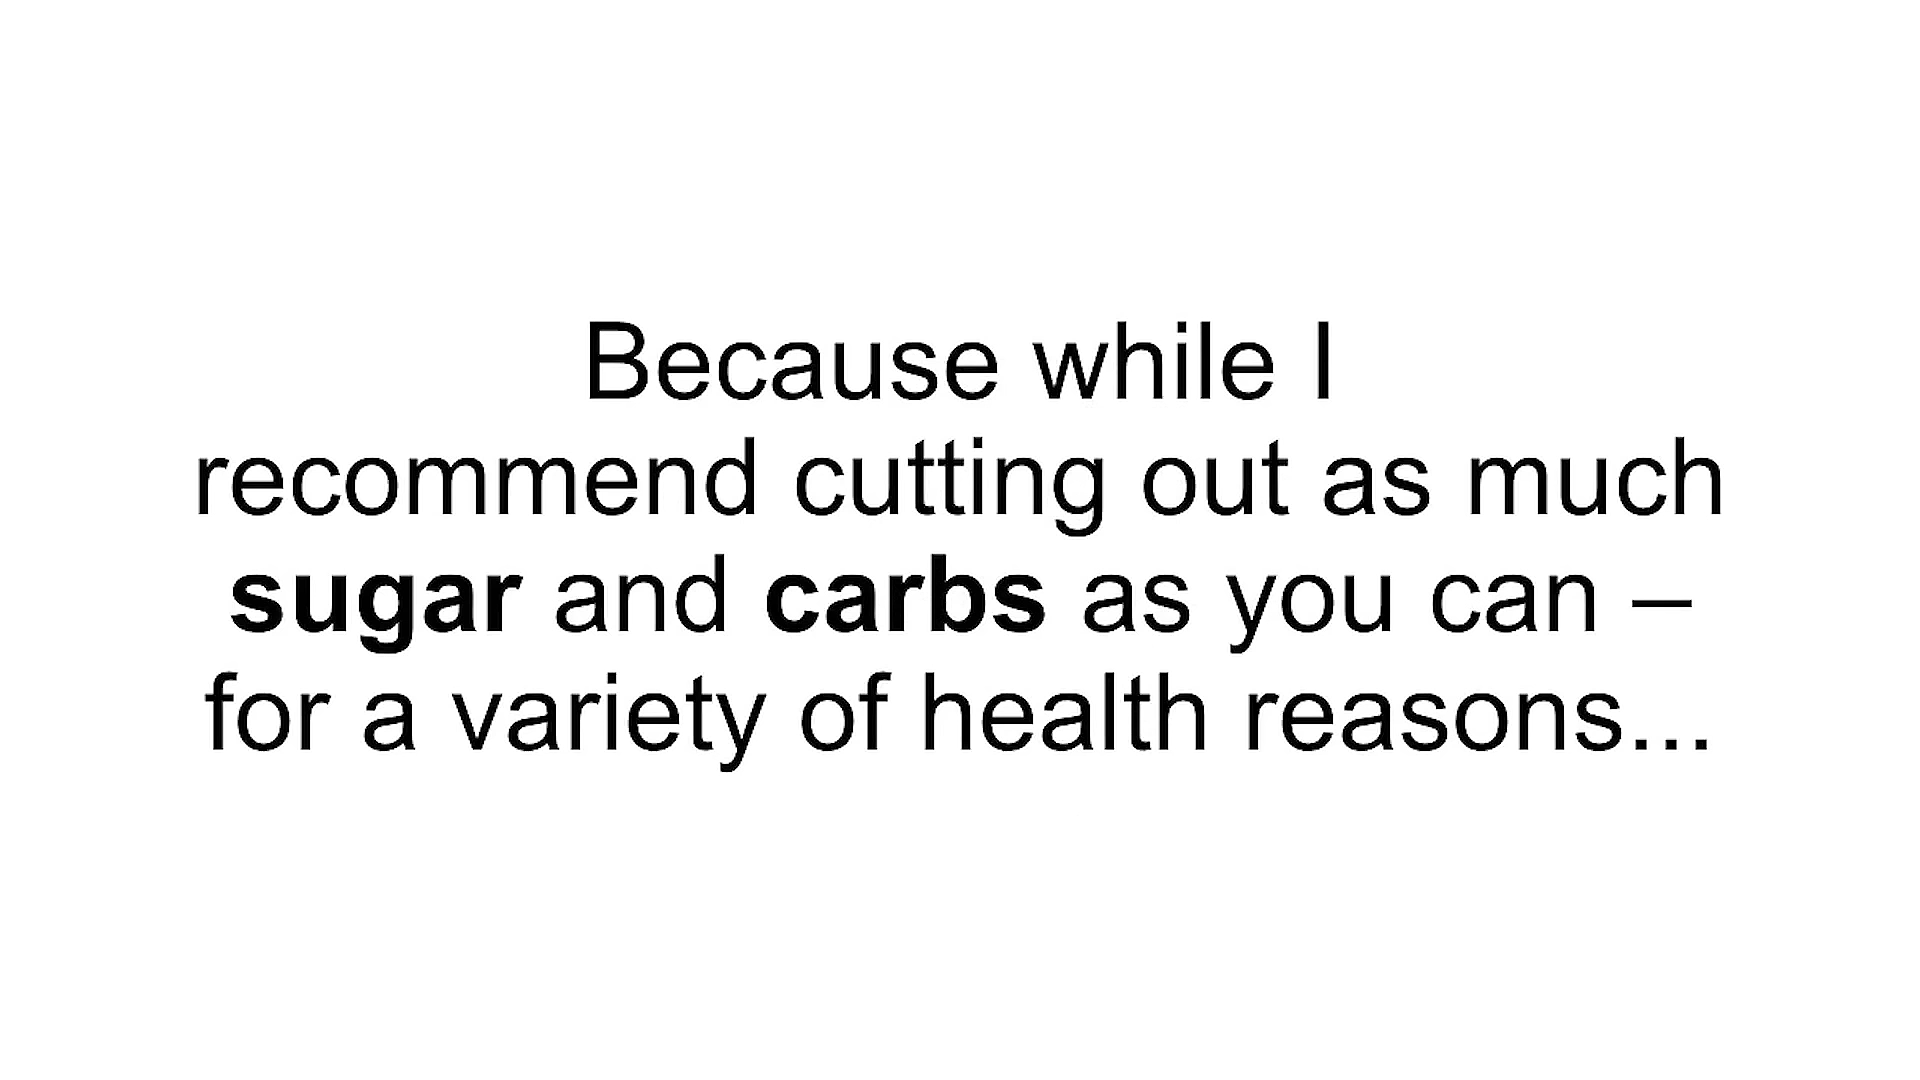 Because while I
recommend cutting out as much
sugar and carbs as you can –
for a variety of health reasons...